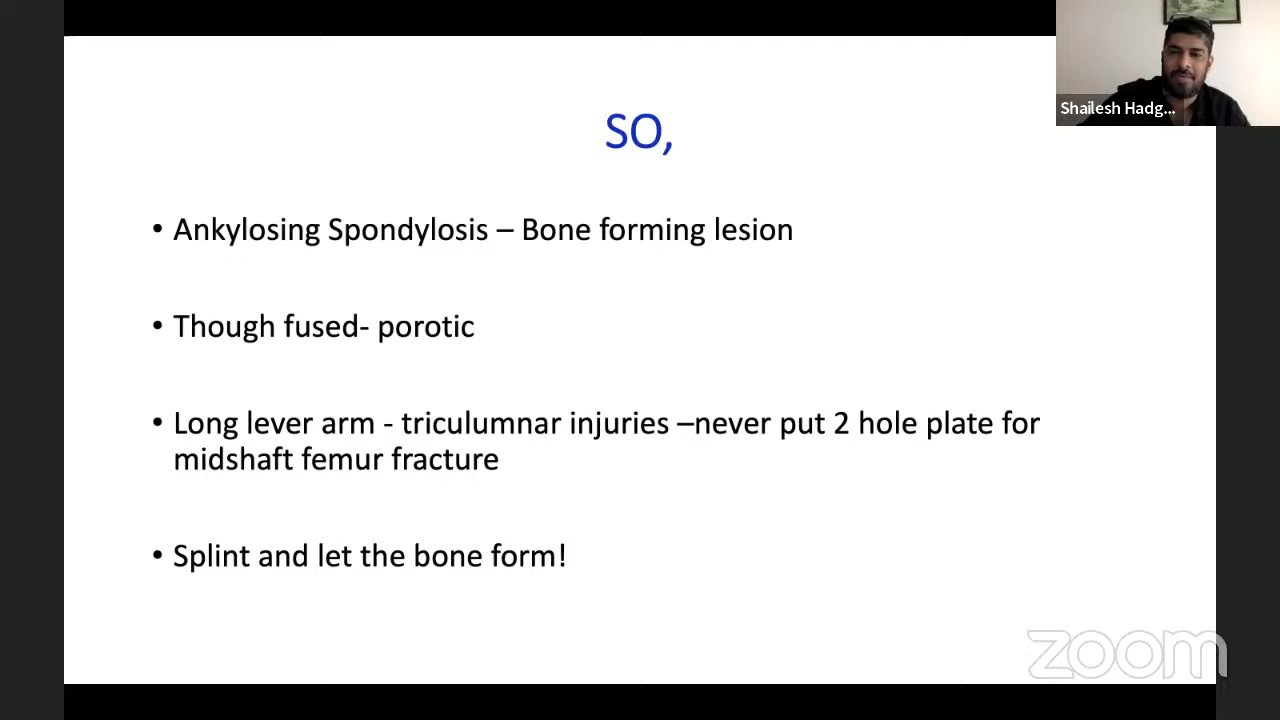 SO,
• Ankylosing Spondylosis – Bone forming lesion
• Though fused- porotic
• Long lever arm - triculumnar injuries –never put 2 hole plate for
midshaft femur fracture
• Splint and let the bone form!
Shailesh Hadg...
zoom